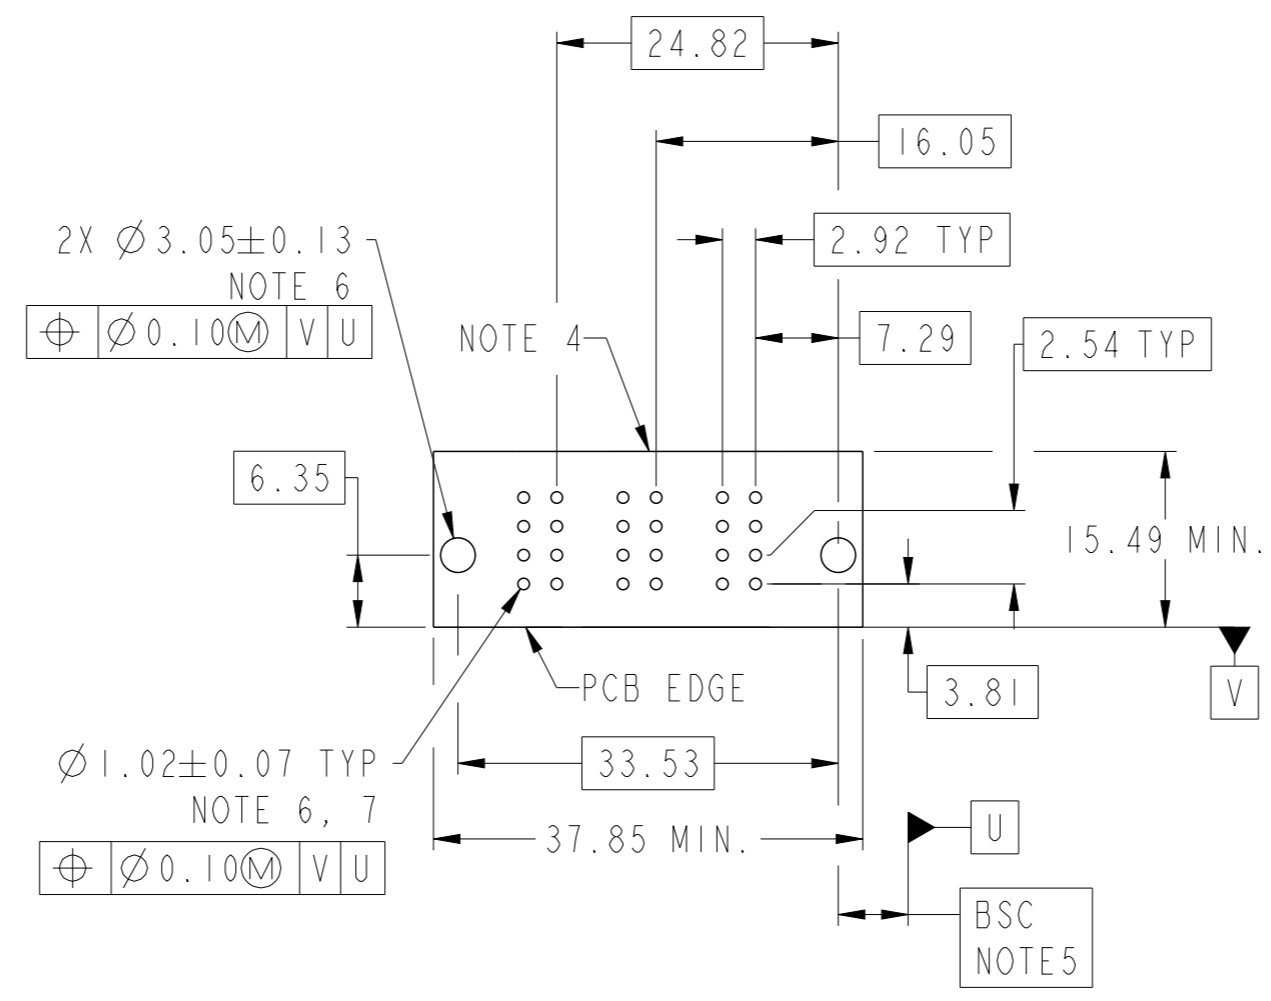 24.82
16.05
2X Ø3.05±0.13
NOTE 6
⌖ Ø0.10Ⓜ V U
2.92 TYP
NOTE 4
7.29
2.54 TYP
6.35
15.49 MIN.
PCB EDGE
3.81
V
Ø1.02±0.07 TYP
NOTE 6, 7
⌖ Ø0.10Ⓜ V U
33.53
37.85 MIN.
U
BSC
NOTE5